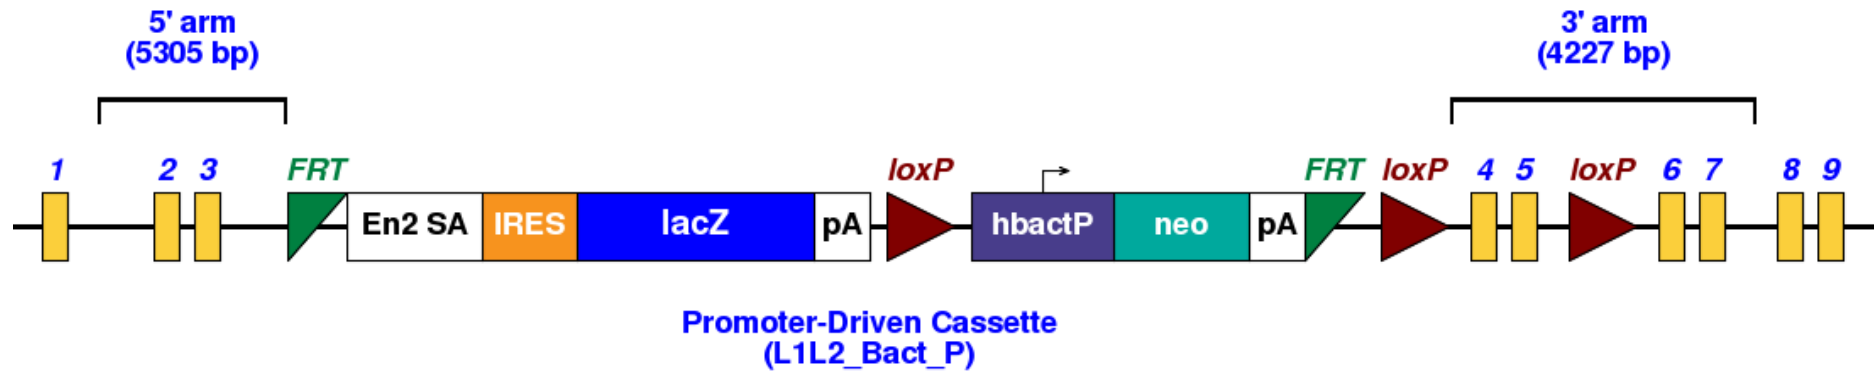 5' arm
(5305 bp)
3' arm
(4227 bp)
1 2 3 FRT loxP FRT loxP 4 5 loxP 6 7 8 9
En2 SA IRES lacZ pA hbactP neo pA
Promoter-Driven Cassette
(L1L2_Bact_P)